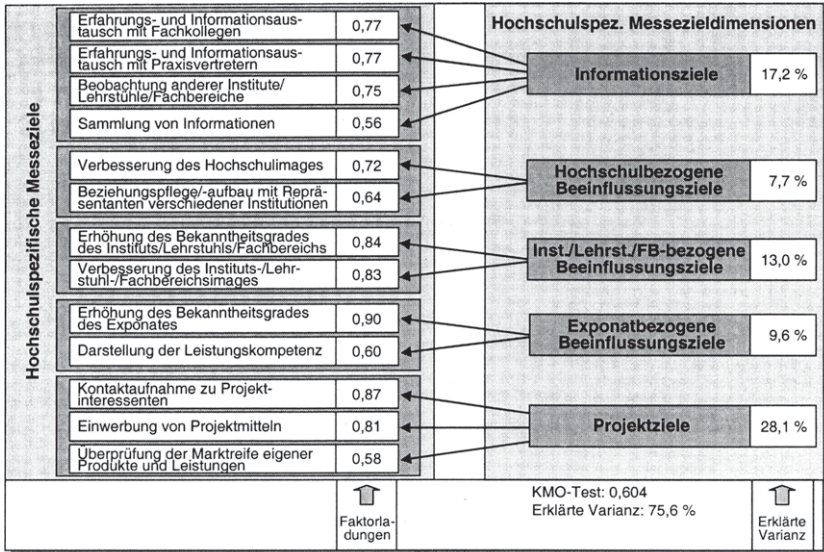 Hochschulspezifische Messeziele
Erfahrungs- und Informationsaus-
tausch mit Fachkollegen
0,77
Erfahrungs- und Informationsaus-
tausch mit Praxisvertretern
0,77
Beobachtung anderer Institute/
Lehrstühle/Fachbereiche
0,75
Sammlung von Informationen
0,56
Verbesserung des Hochschulimages
0,72
Beziehungspflege/-aufbau mit Reprä-
sentanten verschiedener Institutionen
0,64
Erhöhung des Bekanntheitsgrades
des Instituts/Lehrstuhls/Fachbereichs
0,84
Verbesserung des Instituts-/Lehr-
stuhl-/Fachbereichsimages
0,83
Erhöhung des Bekanntheitsgrades
des Exponates
0,90
Darstellung der Leistungskompetenz
0,60
Kontaktaufnahme zu Projekt-
interessenten
0,87
Einwerbung von Projektmitteln
0,81
Überprüfung der Marktreife eigener
Produkte und Leistungen
0,58
Faktorla-
dungen
Hochschulspez. Messezieldimensionen
Informationsziele
17,2 %
Hochschulbezogene
Beeinflussungsziele
7,7 %
Inst./Lehrst./FB-bezogene
Beeinflussungsziele
13,0 %
Exponatbezogene
Beeinflussungsziele
9,6 %
Projektziele
28,1 %
KMO-Test: 0,604
Erklärte Varianz: 75,6 %
Erklärte
Varianz